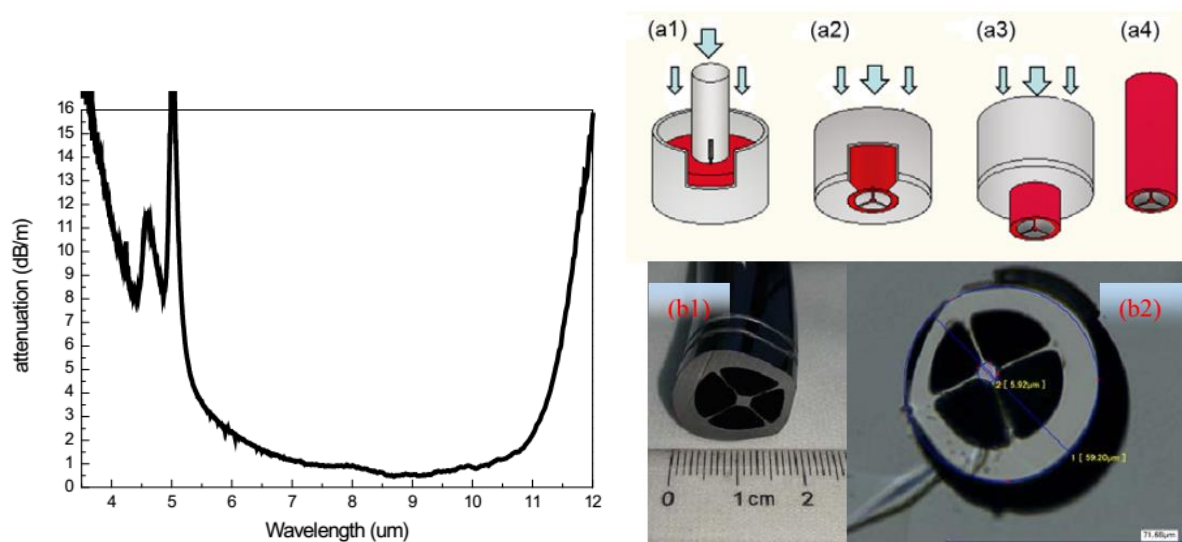 attenuation (dB/m)
16
15
14
13
12
11
10
9
8
7
6
5
4
3
2
1
0
4 5 6 7 8 9 10 11 12
Wavelength (um)
(a1) (a2) (a3) (a4)
(b1)
0 1 cm 2
(b2)
2 [ 5.92µm ]
1 [ 59.20µm ]
71.68µm